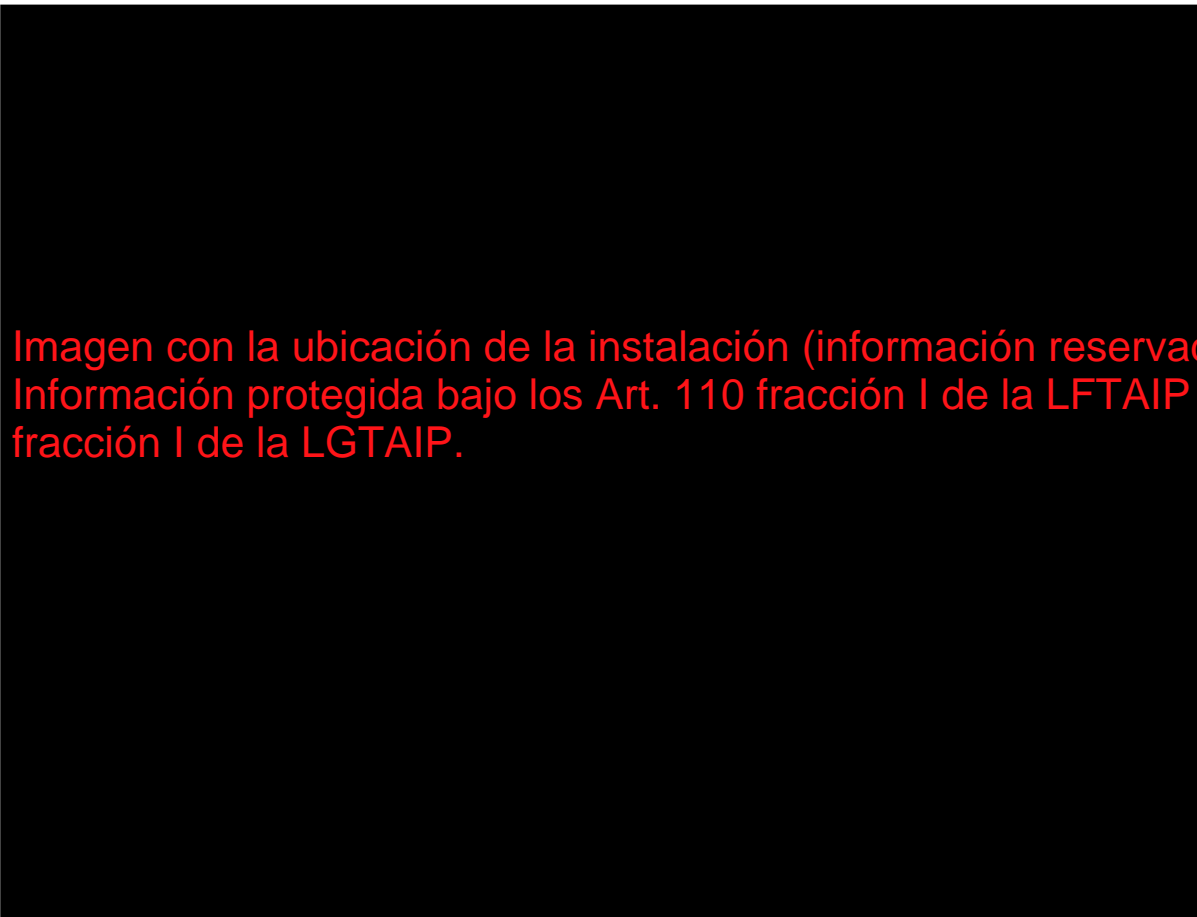 Imagen con la ubicación de la instalación (información reservad
Información protegida bajo los Art. 110 fracción I de la LFTAIP
fracción I de la LGTAIP.